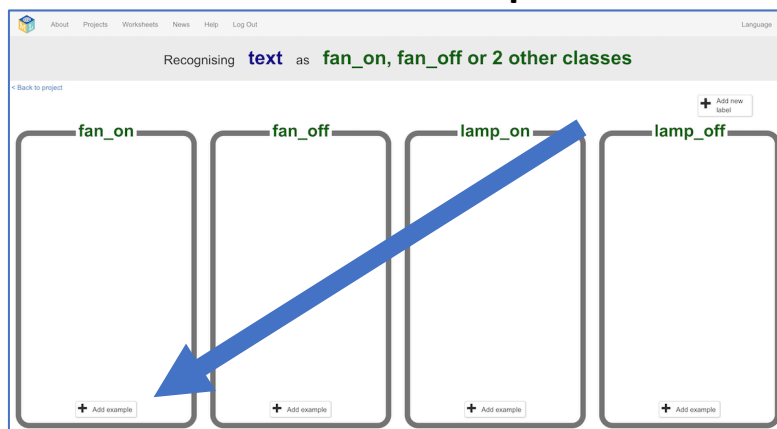 About Projects Worksheets News Help Log Out Language
Recognising text as fan_on, fan_off or 2 other classes
< Back to project
+ Add new label
fan_on fan_off lamp_on lamp_off
+ Add example + Add example + Add example + Add example